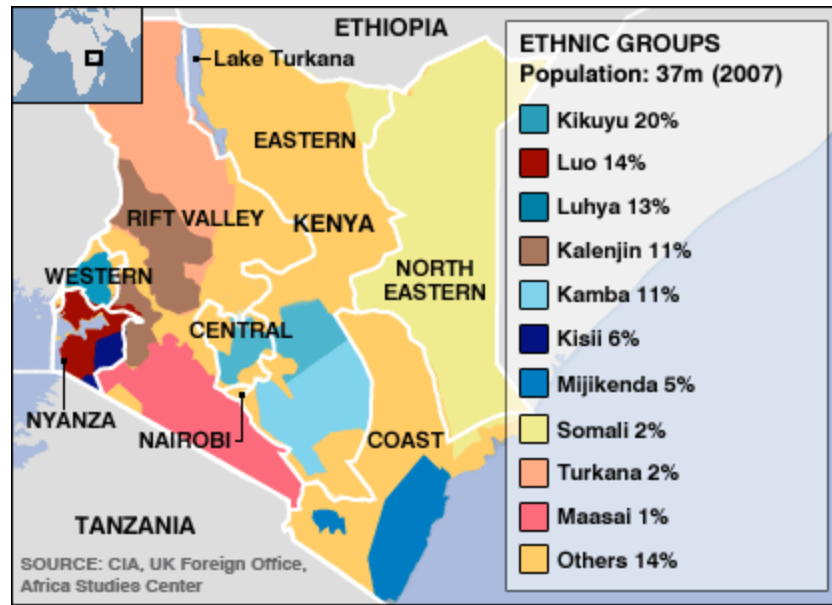 ETHIOPIA
Lake Turkana
EASTERN
RIFT VALLEY
KENYA
WESTERN
NORTH
EASTERN
CENTRAL
NYANZA
NAIROBI
COAST
TANZANIA
SOURCE: CIA, UK Foreign Office,
Africa Studies Center
ETHNIC GROUPS
Population: 37m (2007)
Kikuyu 20%
Luo 14%
Luhya 13%
Kalenjin 11%
Kamba 11%
Kisii 6%
Mijikenda 5%
Somali 2%
Turkana 2%
Maasai 1%
Others 14%